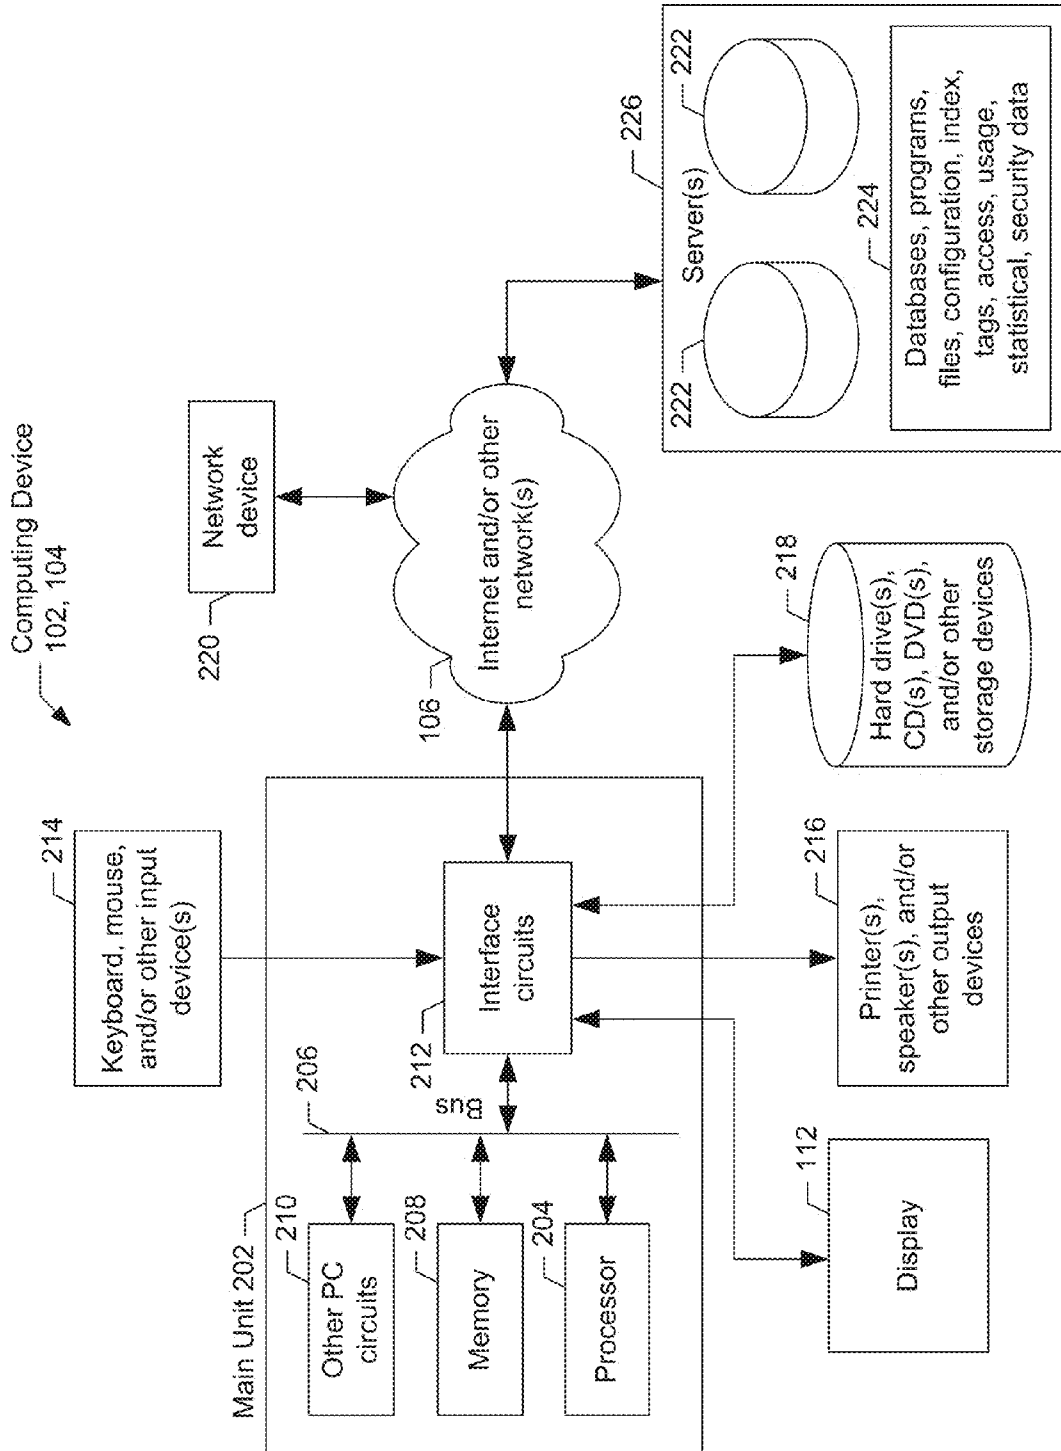 Computing Device
102, 104
Main Unit 202
210
Other PC
circuits
208
Memory
204
Processor
206
Bus
214
Keyboard, mouse,
and/or other input
device(s)
212
Interface
circuits
106
Internet and/or other
network(s)
220
Network
device
226
Server(s)
222
222
224
Databases, programs,
files, configuration, index,
tags, access, usage,
statistical, security data
112
Display
216
Printer(s),
speaker(s), and/or
other output
devices
218
Hard drive(s),
CD(s), DVD(s),
and/or other
storage devices